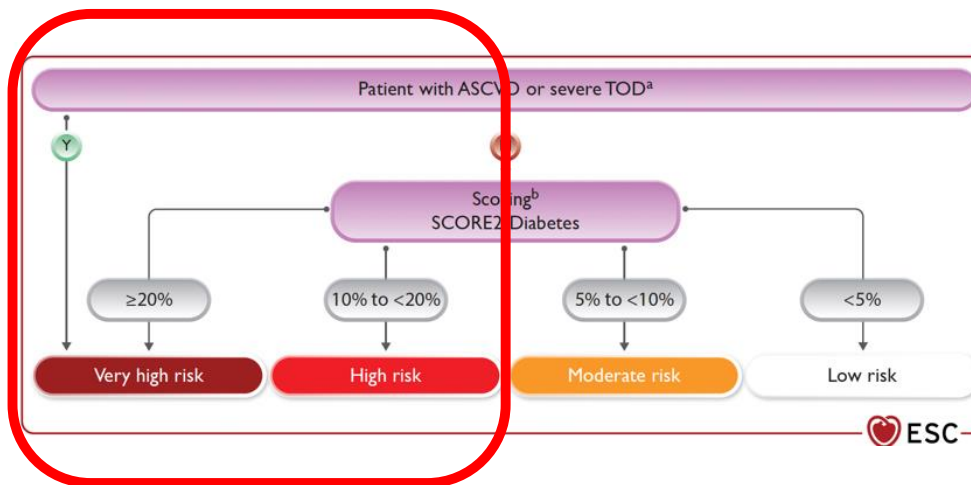 Patient with ASCVD or severe TODᵃ
Y
Scoringᵇ
SCORE2-Diabetes
≥20%
10% to <20%
5% to <10%
<5%
Very high risk
High risk
Moderate risk
Low risk
ESC